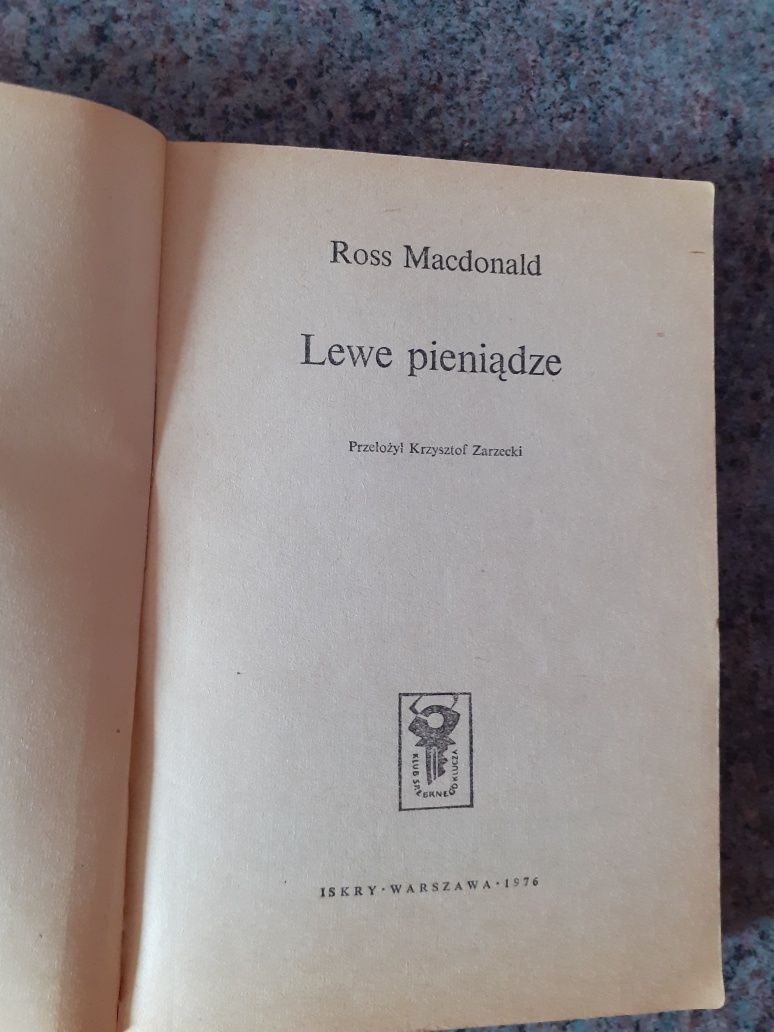 Ross Macdonald
Lewe pieniądze
Przełożył Krzysztof Zarzecki
KLUB SREBRNEGO KLUCZA
ISKRY · WARSZAWA · 1976